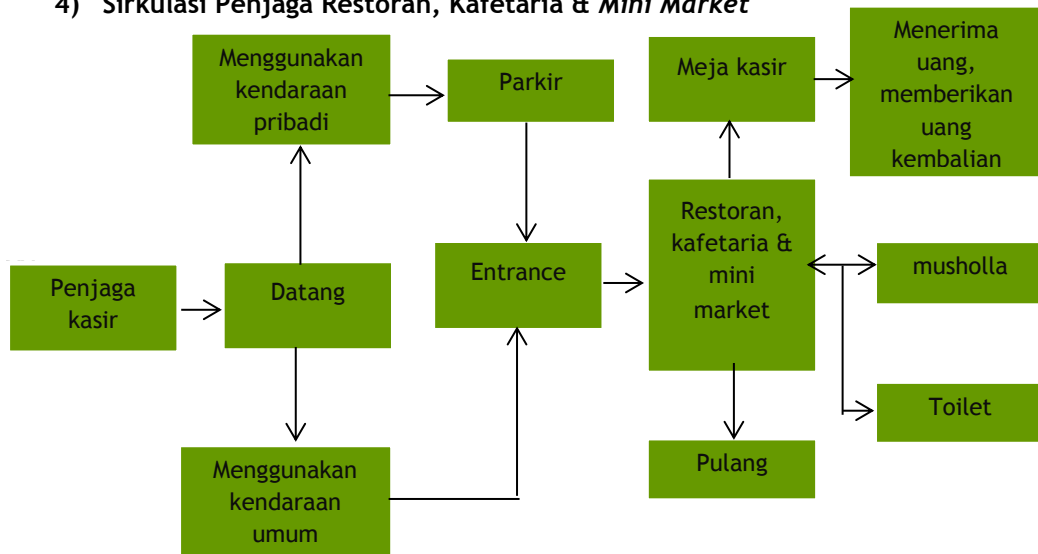 4) Sirkulasi Penjaga Restoran, Kafetaria & Mini Market
Menggunakan
kendaraan
pribadi
Parkir
Meja kasir
Menerima
uang,
memberikan
uang
kembalian
Penjaga
kasir
Datang
Entrance
Restoran,
kafetaria &
mini
market
musholla
Toilet
Menggunakan
kendaraan
umum
Pulang